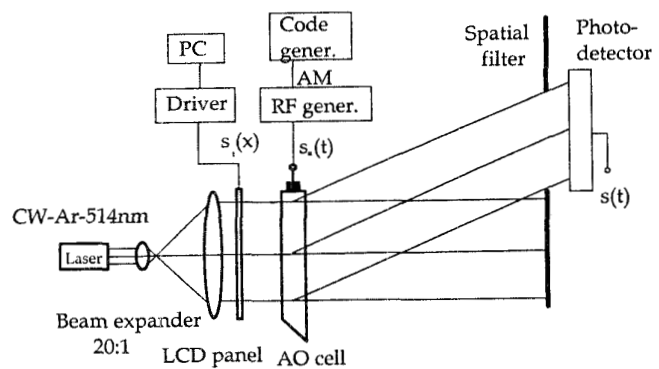 Code
gener.
PC
AM
Driver
RF gener.
Spatial
filter
Photo-
detector
s(x)
s(t)
s(t)
CW-Ar-514nm
Laser
Beam expander
20:1
LCD panel
AO cell